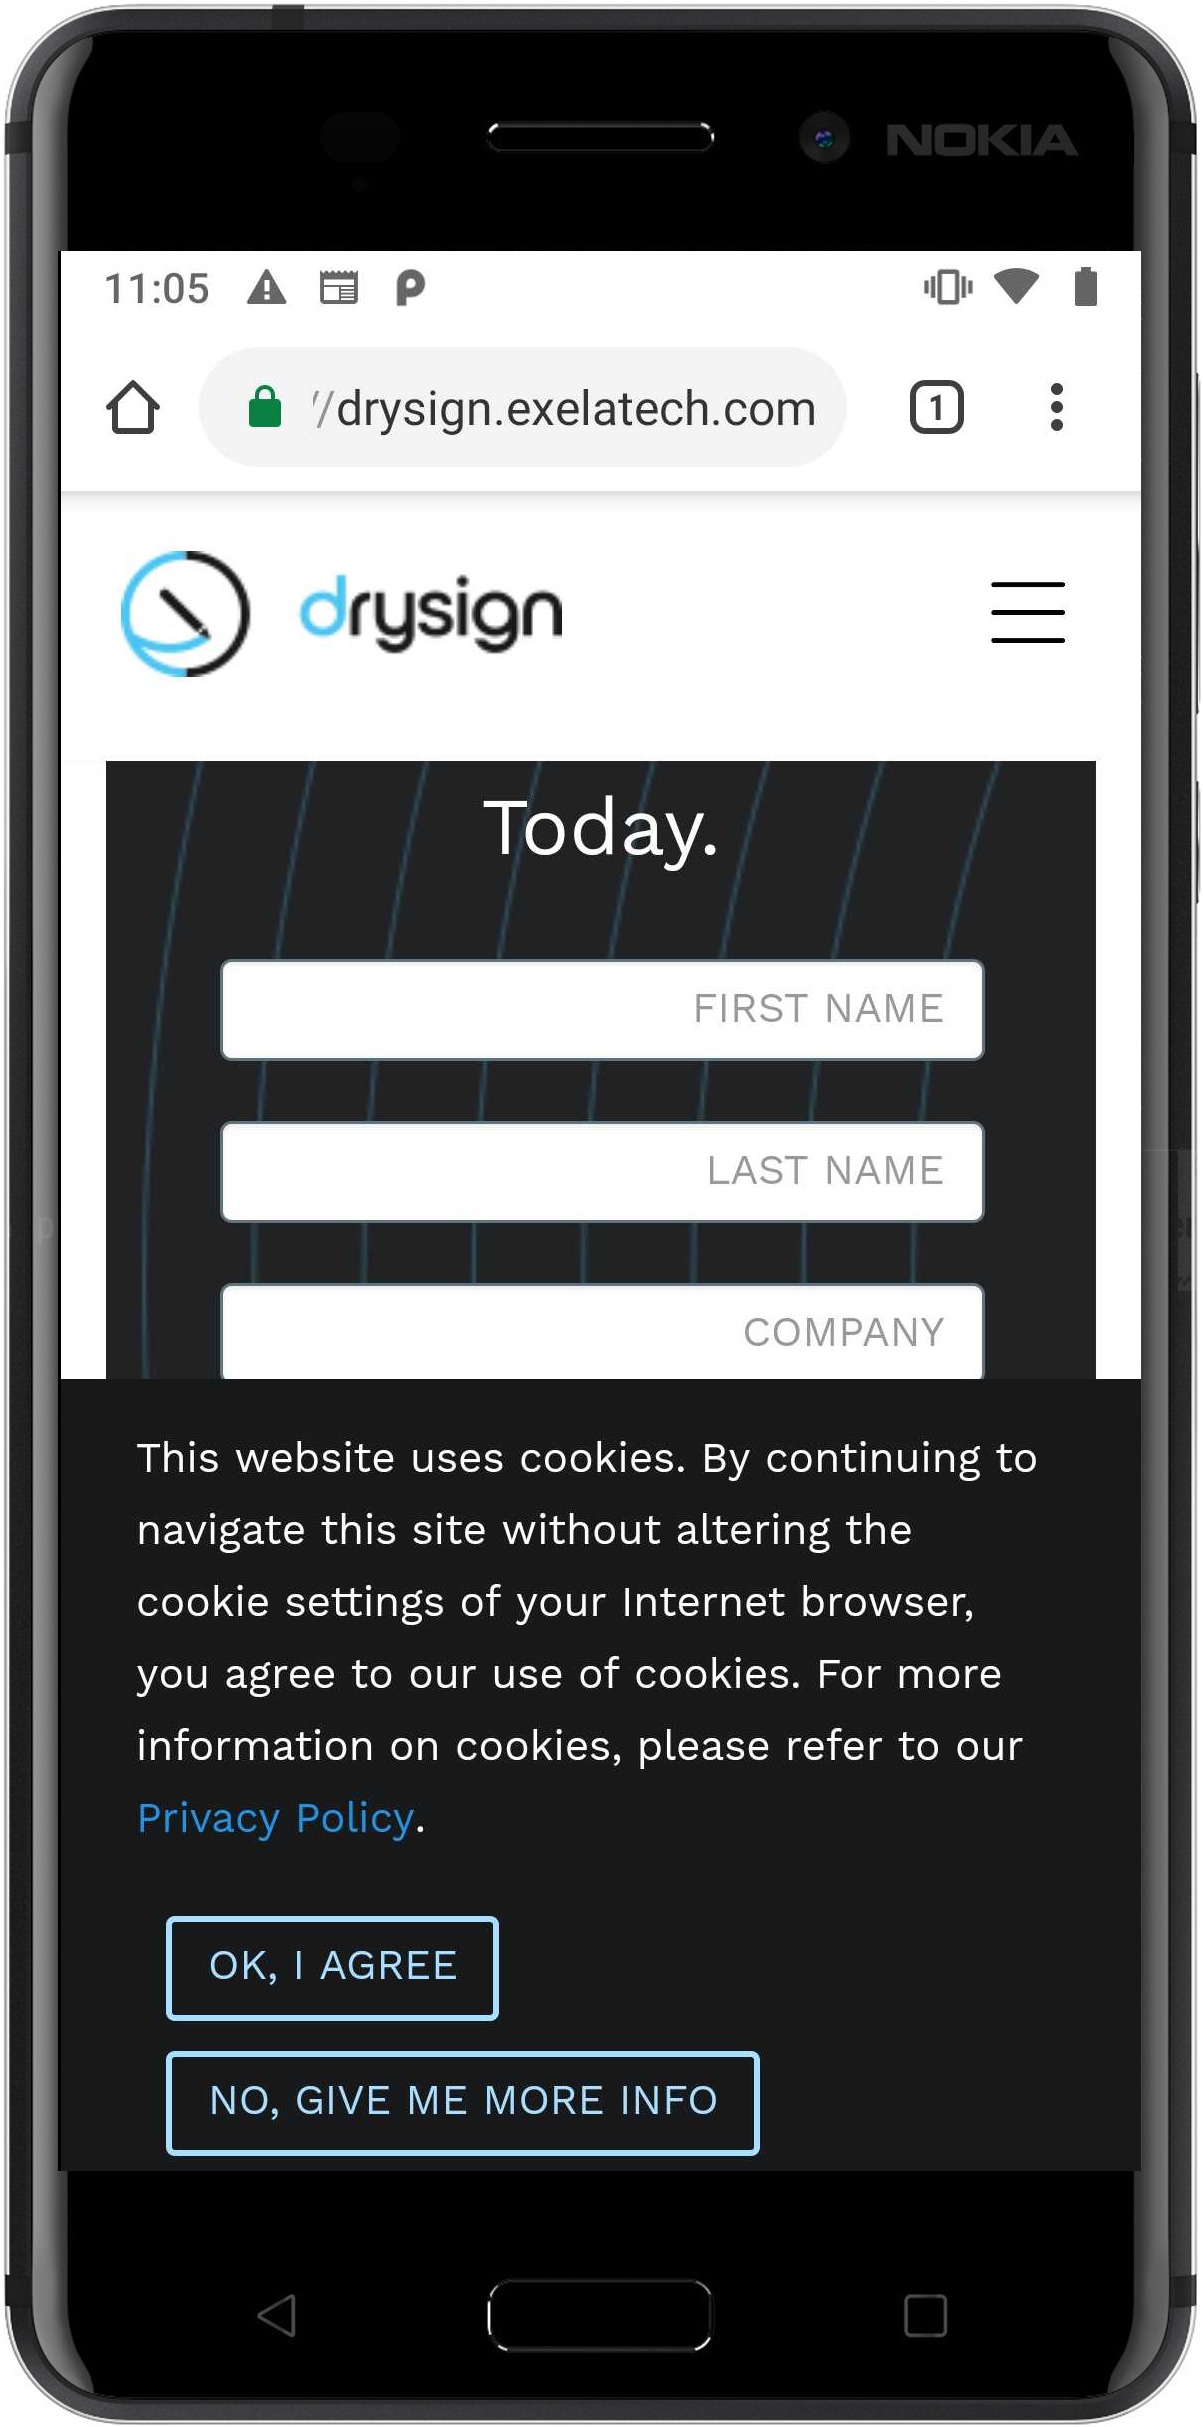 NOKIA
11:05
//drysign.exelatech.com
1
drysign
Today.
FIRST NAME
LAST NAME
COMPANY
This website uses cookies. By continuing to
navigate this site without altering the
cookie settings of your Internet browser,
you agree to our use of cookies. For more
information on cookies, please refer to our
Privacy Policy.
OK, I AGREE
NO, GIVE ME MORE INFO